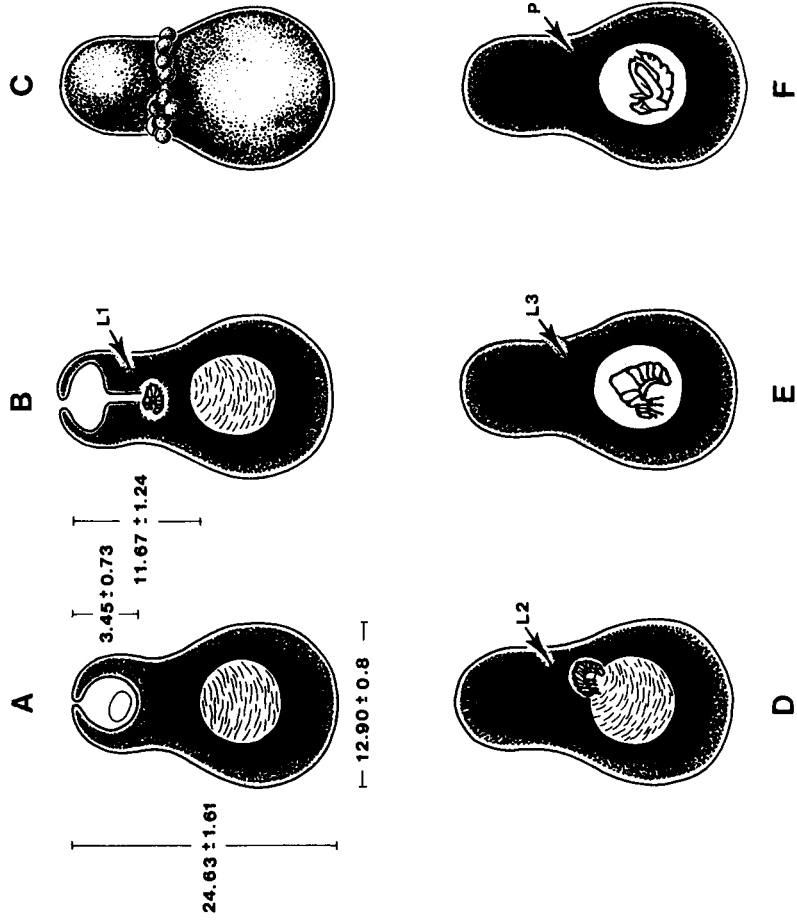 A
B
C
3.45 ± 0.73
11.67 ± 1.24
L1
24.63 ± 1.61
12.90 ± 0.8
L2
L3
P
D
E
F